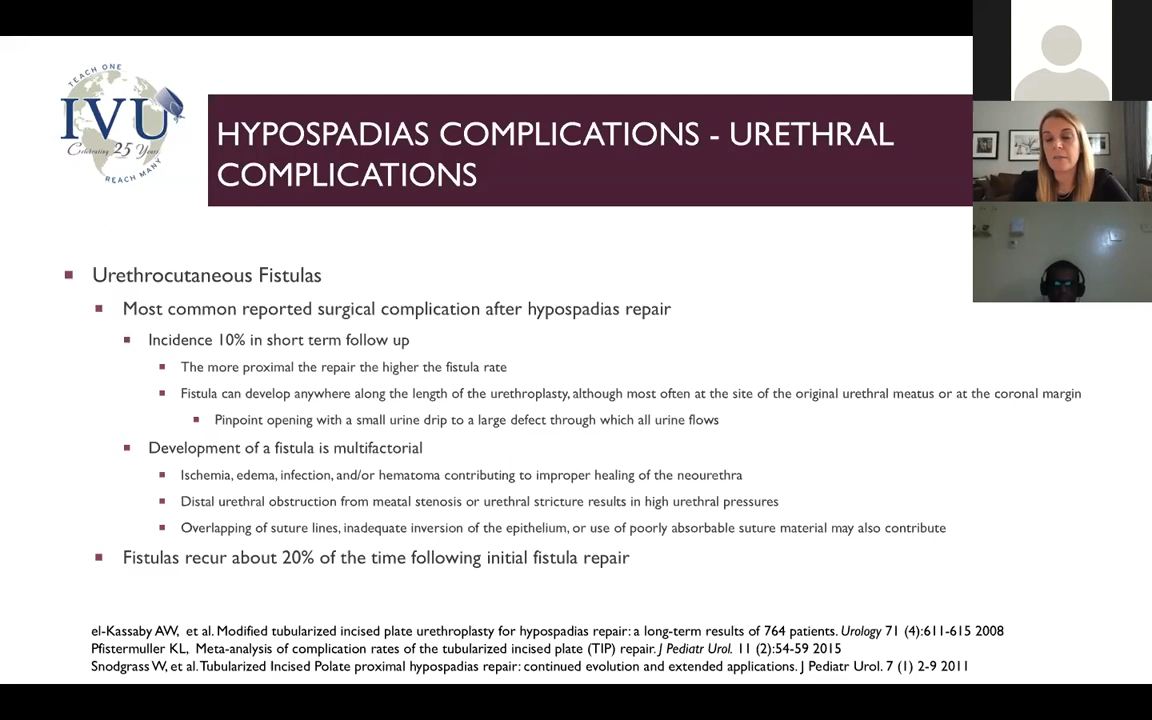 TEACH ONE
IVU
Celebrating 25 Years
REACH MANY
HYPOSPADIAS COMPLICATIONS - URETHRAL
COMPLICATIONS
Urethrocutaneous Fistulas
Most common reported surgical complication after hypospadias repair
Incidence 10% in short term follow up
The more proximal the repair the higher the fistula rate
Fistula can develop anywhere along the length of the urethroplasty, although most often at the site of the original urethral meatus or at the coronal margin
Pinpoint opening with a small urine drip to a large defect through which all urine flows
Development of a fistula is multifactorial
Ischemia, edema, infection, and/or hematoma contributing to improper healing of the neourethra
Distal urethral obstruction from meatal stenosis or urethral stricture results in high urethral pressures
Overlapping of suture lines, inadequate inversion of the epithelium, or use of poorly absorbable suture material may also contribute
Fistulas recur about 20% of the time following initial fistula repair
el-Kassaby AW, et al. Modified tubularized incised plate urethroplasty for hypospadias repair: a long-term results of 764 patients. Urology 71 (4):611-615 2008
Pfistermuller KL, Meta-analysis of complication rates of the tubularized incised plate (TIP) repair. J Pediatr Urol. 11 (2):54-59 2015
Snodgrass W, et al. Tubularized Incised Polate proximal hypospadias repair: continued evolution and extended applications. J Pediatr Urol. 7 (1) 2-9 2011